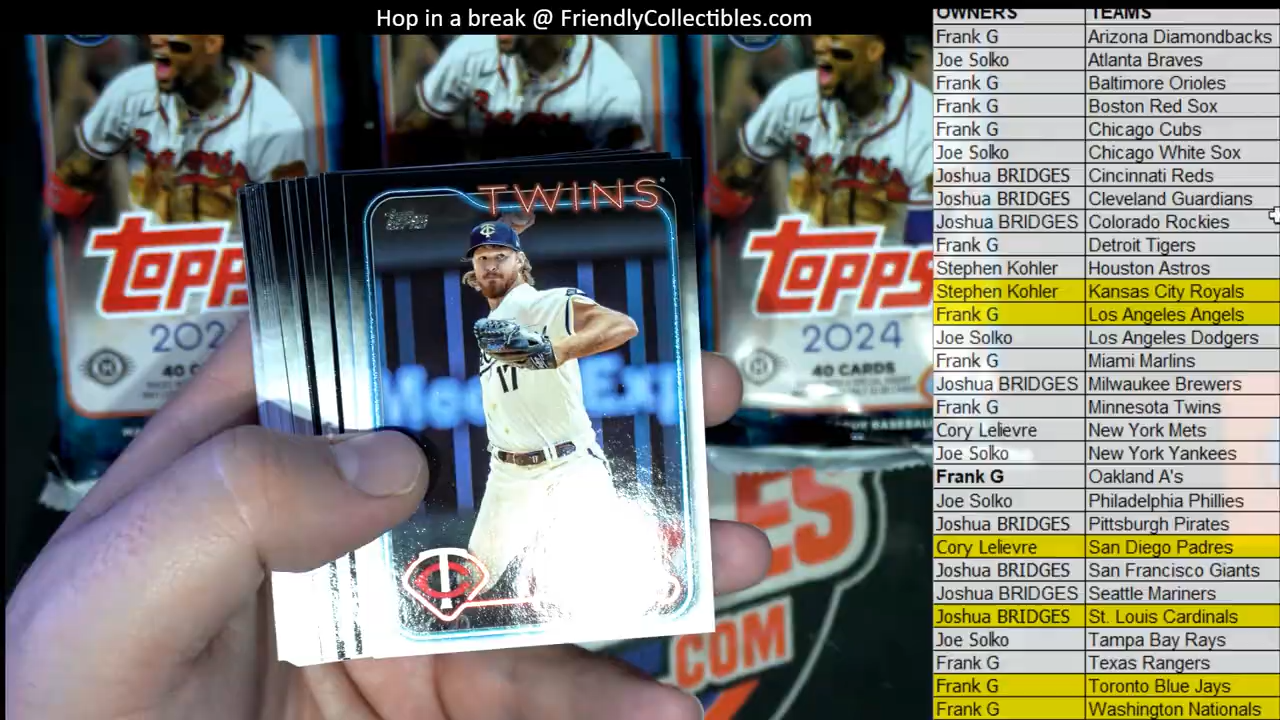 Hop in a break @ FriendlyCollectibles.com
OWNERS TEAMS
Frank G Arizona Diamondbacks
Joe Solko Atlanta Braves
Frank G Baltimore Orioles
Frank G Boston Red Sox
Frank G Chicago Cubs
Joe Solko Chicago White Sox
Joshua BRIDGES Cincinnati Reds
Joshua BRIDGES Cleveland Guardians
Joshua BRIDGES Colorado Rockies
Frank G Detroit Tigers
Stephen Kohler Houston Astros
Stephen Kohler Kansas City Royals
Frank G Los Angeles Angels
Joe Solko Los Angeles Dodgers
Frank G Miami Marlins
Joshua BRIDGES Milwaukee Brewers
Frank G Minnesota Twins
Cory Lelievre New York Mets
Joe Solko New York Yankees
Frank G Oakland A's
Joe Solko Philadelphia Phillies
Joshua BRIDGES Pittsburgh Pirates
Cory Lelievre San Diego Padres
Joshua BRIDGES San Francisco Giants
Joshua BRIDGES Seattle Mariners
Joshua BRIDGES St. Louis Cardinals
Joe Solko Tampa Bay Rays
Frank G Texas Rangers
Frank G Toronto Blue Jays
Frank G Washington Nationals
TWINS
TOPPS
17
TC
topps
2024
40 CARDS
topps
202
40 C
ES
.COM